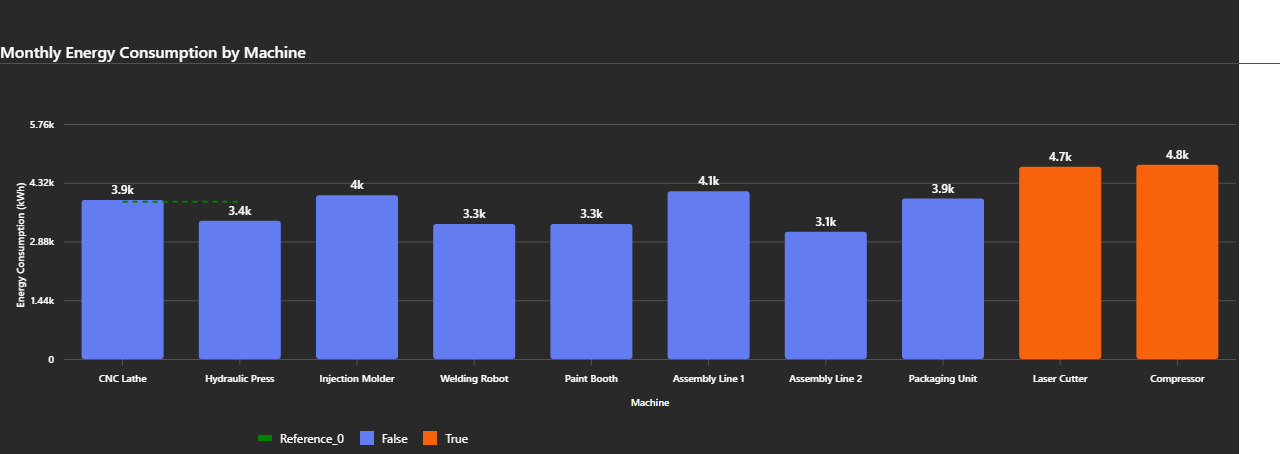 Monthly Energy Consumption by Machine
5.76k
4.32k
2.88k
1.44k
0
Energy Consumption (kWh)
3.9k
3.4k
4k
3.3k
3.3k
4.1k
3.1k
3.9k
4.7k
4.8k
CNC Lathe
Hydraulic Press
Injection Molder
Welding Robot
Paint Booth
Assembly Line 1
Assembly Line 2
Packaging Unit
Laser Cutter
Compressor
Machine
Reference_0
False
True